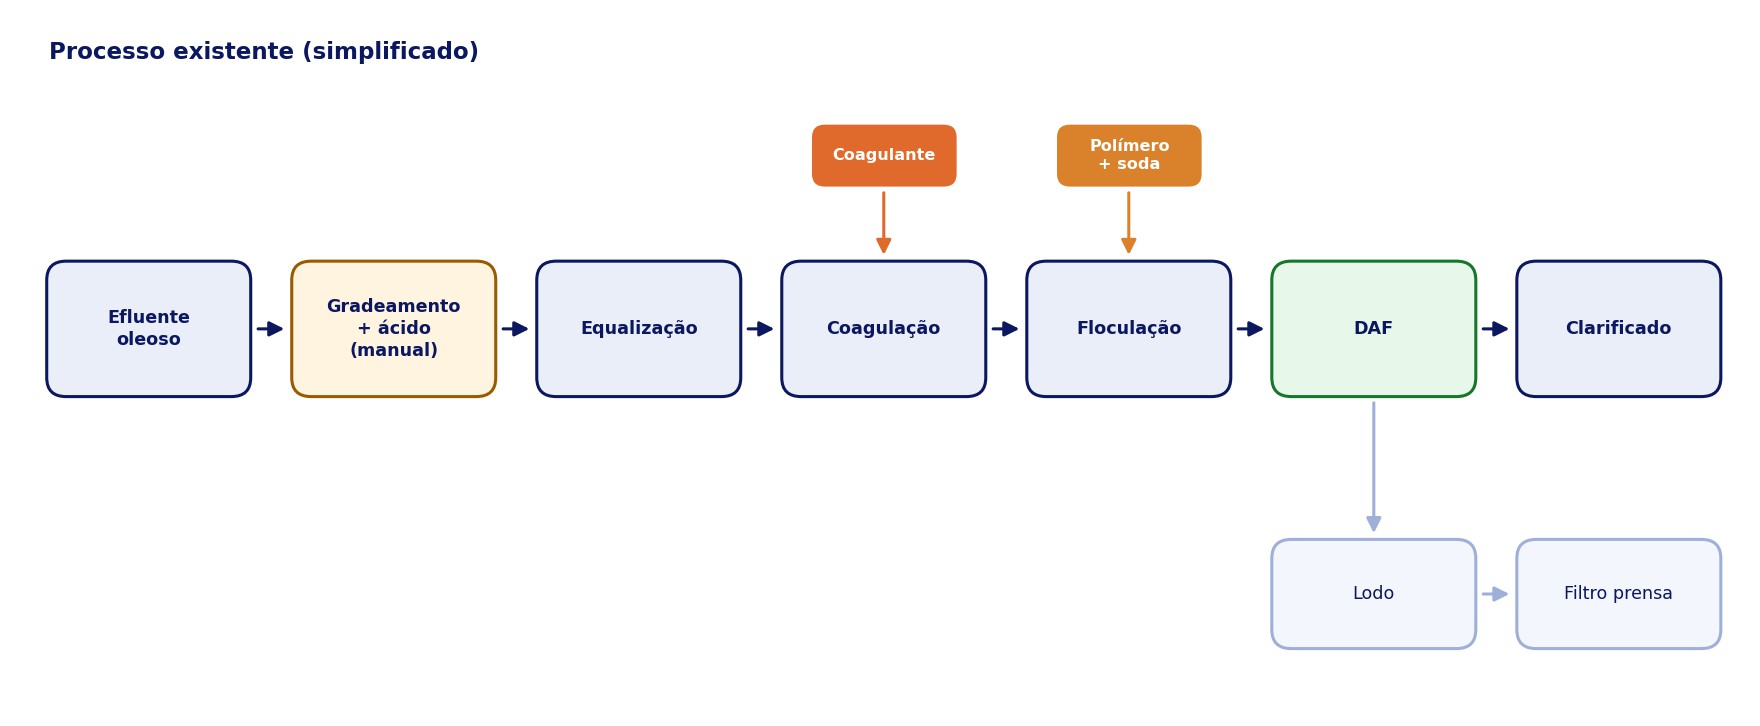 Processo existente (simplificado)
Coagulante
Polímero
+ soda
Efluente
oleoso
Gradeamento
+ ácido
(manual)
Equalização
Coagulação
Floculação
DAF
Clarificado
Lodo
Filtro prensa